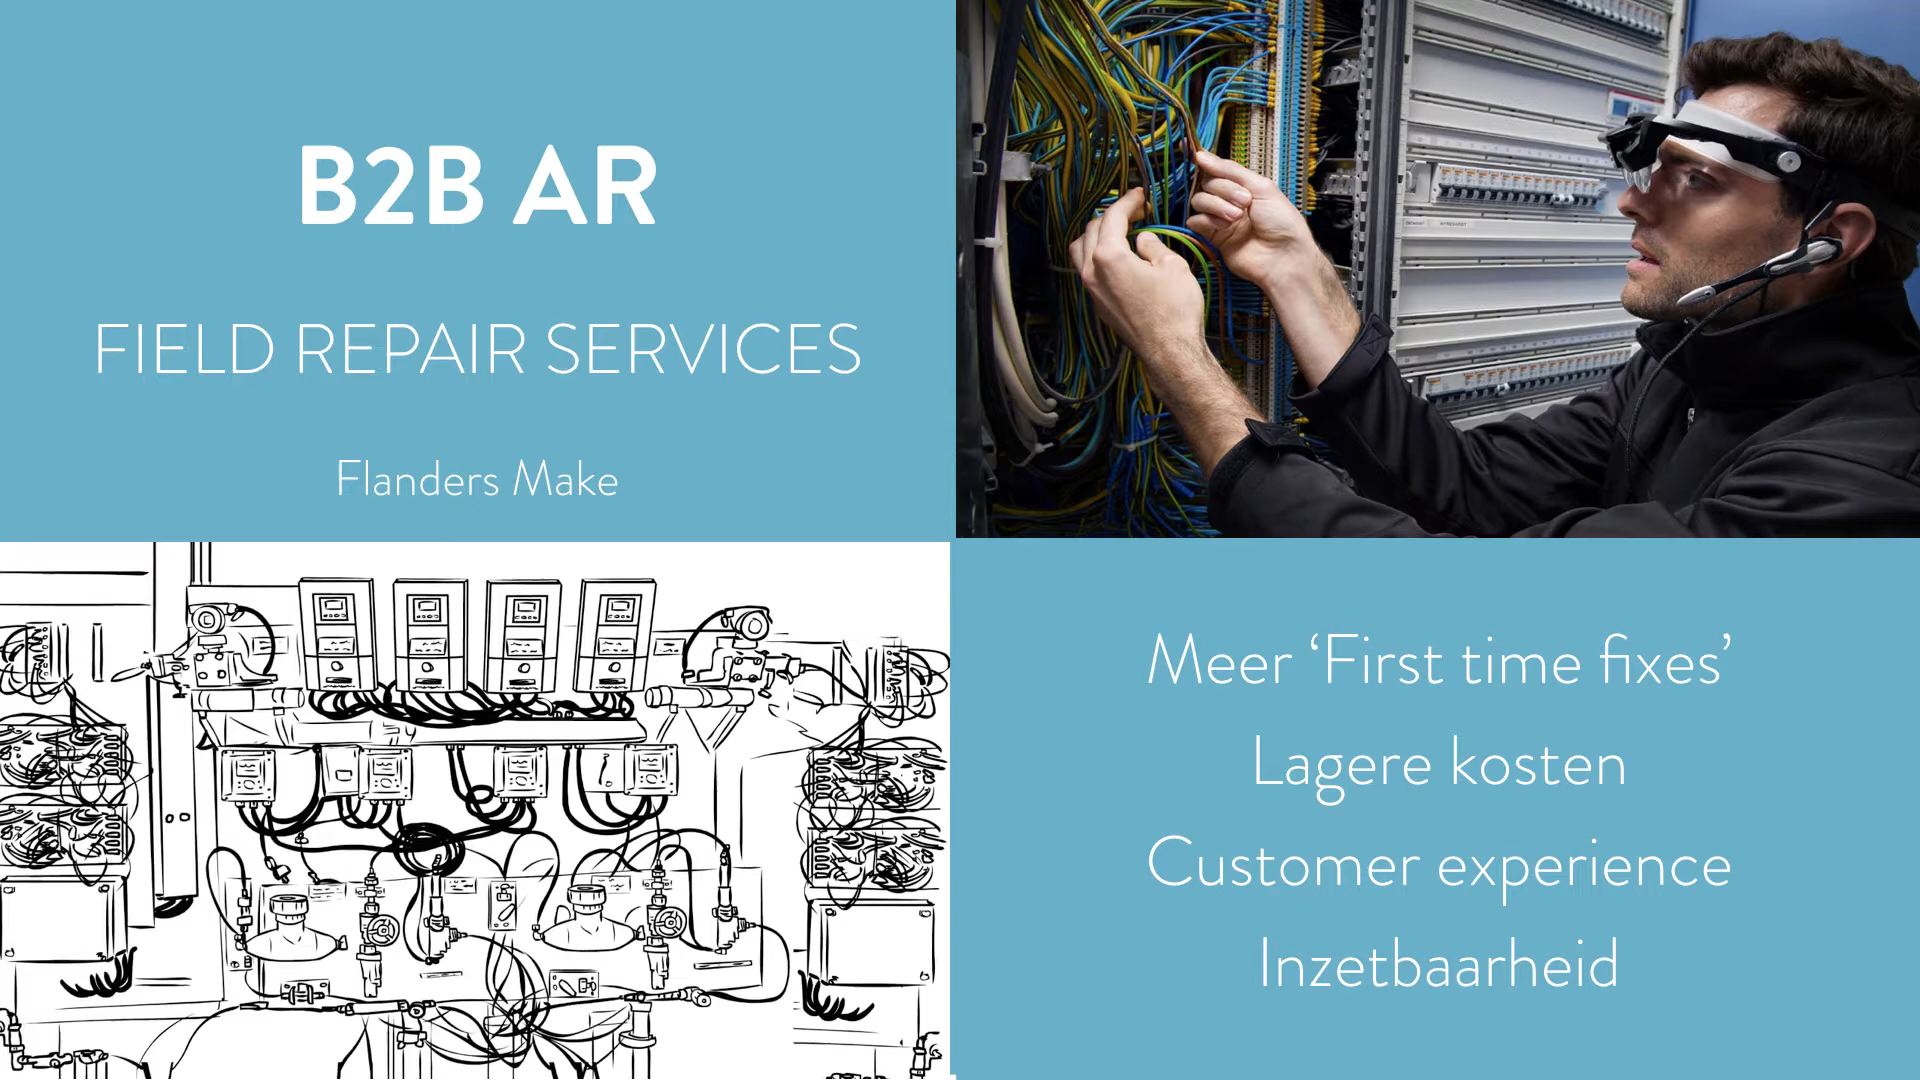 B2B AR
FIELD REPAIR SERVICES
Flanders Make
Meer ‘First time fixes’
Lagere kosten
Customer experience
Inzetbaarheid